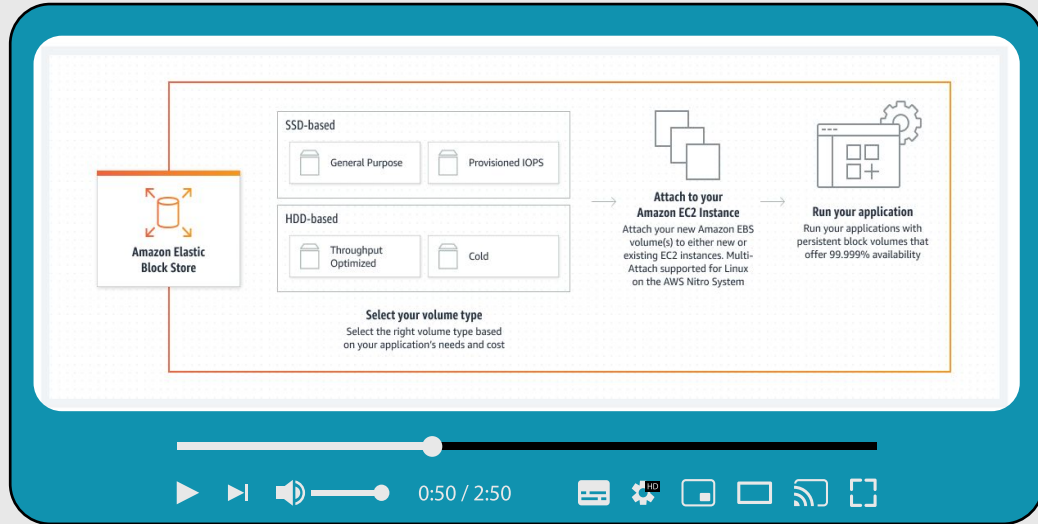 Amazon Elastic
Block Store
SSD-based
General Purpose
Provisioned IOPS
HDD-based
Throughput
Optimized
Cold
Select your volume type
Select the right volume type based
on your application's needs and cost
Attach to your
Amazon EC2 Instance
Attach your new Amazon EBS
volume(s) to either new or
existing EC2 instances. Multi-
Attach supported for Linux
on the AWS Nitro System
Run your application
Run your applications with
persistent block volumes that
offer 99.999% availability
0:50 / 2:50
HD